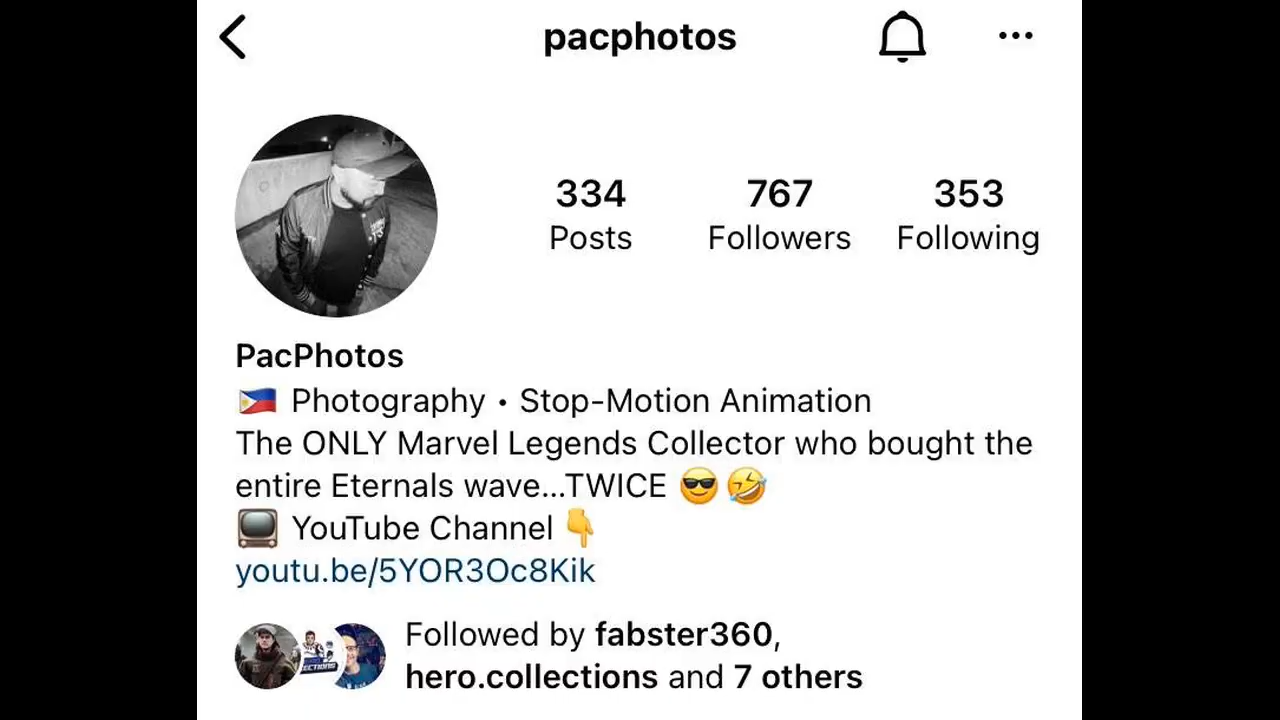 pacphotos
334 767 353
Posts Followers Following
PacPhotos
🇵🇭 Photography • Stop-Motion Animation
The ONLY Marvel Legends Collector who bought the
entire Eternals wave...TWICE 😎🤣
📺 YouTube Channel 👇
youtu.be/5YOR3Oc8Kik
Followed by fabster360,
hero.collections and 7 others